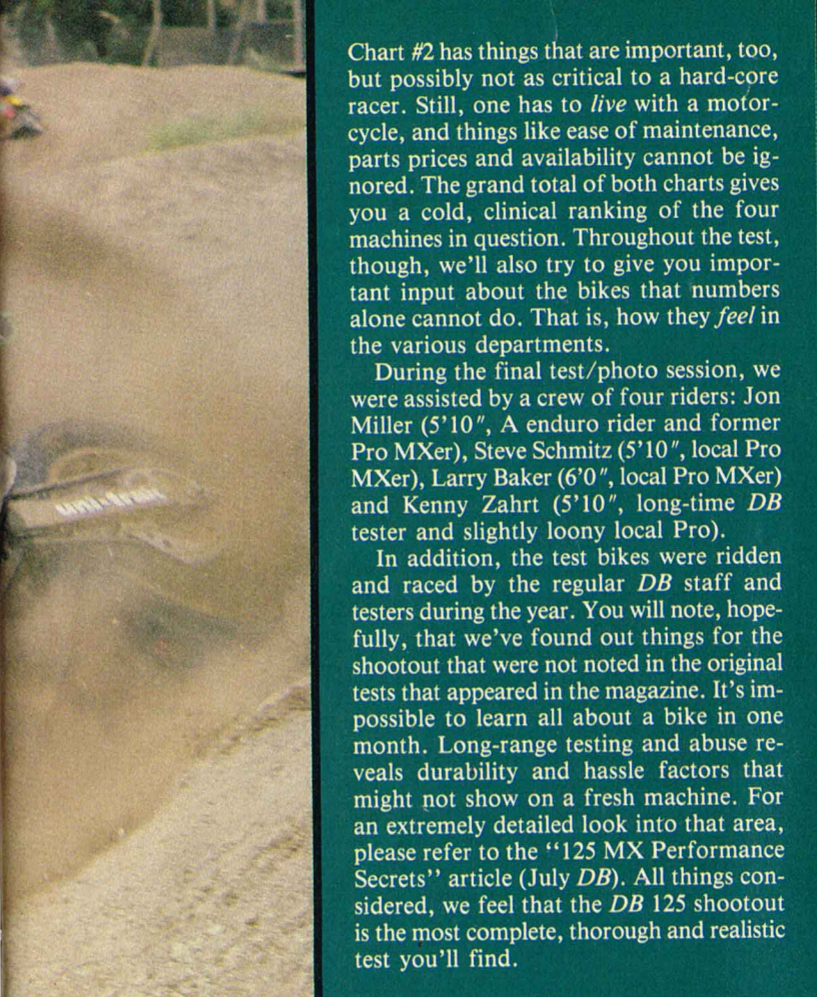 Chart #2 has things that are important, too,
but possibly not as critical to a hard-core
racer. Still, one has to live with a motor-
cycle, and things like ease of maintenance,
parts prices and availability cannot be ig-
nored. The grand total of both charts gives
you a cold, clinical ranking of the four
machines in question. Throughout the test,
though, we'll also try to give you impor-
tant input about the bikes that numbers
alone cannot do. That is, how they feel in
the various departments.
During the final test/photo session, we
were assisted by a crew of four riders: Jon
Miller (5'10", A enduro rider and former
Pro MXer), Steve Schmitz (5'10", local Pro
MXer), Larry Baker (6'0", local Pro MXer)
and Kenny Zahrt (5'10", long-time DB
tester and slightly loony local Pro).
In addition, the test bikes were ridden
and raced by the regular DB staff and
testers during the year. You will note, hope-
fully, that we've found out things for the
shootout that were not noted in the original
tests that appeared in the magazine. It's im-
possible to learn all about a bike in one
month. Long-range testing and abuse re-
veals durability and hassle factors that
might not show on a fresh machine. For
an extremely detailed look into that area,
please refer to the "125 MX Performance
Secrets" article (July DB). All things con-
sidered, we feel that the DB 125 shootout
is the most complete, thorough and realistic
test you'll find.